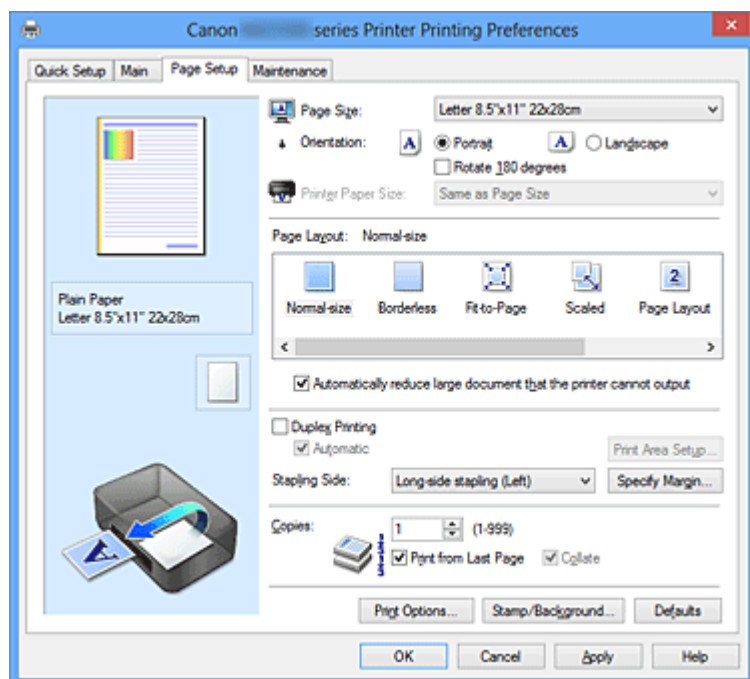 Canon series Printer Printing Preferences
Quick Setup Main Page Setup Maintenance
Page Size: Letter 8.5"x11" 22x28cm
Orientation: A Portrait A Landscape
Rotate 180 degrees
Printer Paper Size: Same as Page Size
Page Layout: Normal-size
2
Normal-size Borderless Fit-to-Page Scaled Page Layout
Plain Paper
Letter 8.5"x11" 22x28cm
Automatically reduce large document that the printer cannot output
Duplex Printing
Automatic
Print Area Setup...
Stapling Side: Long-side stapling (Left) Specify Margin...
A
Copies: 1 (1-999)
Print from Last Page Collate
Print Options... Stamp/Background... Defaults
OK Cancel Apply Help